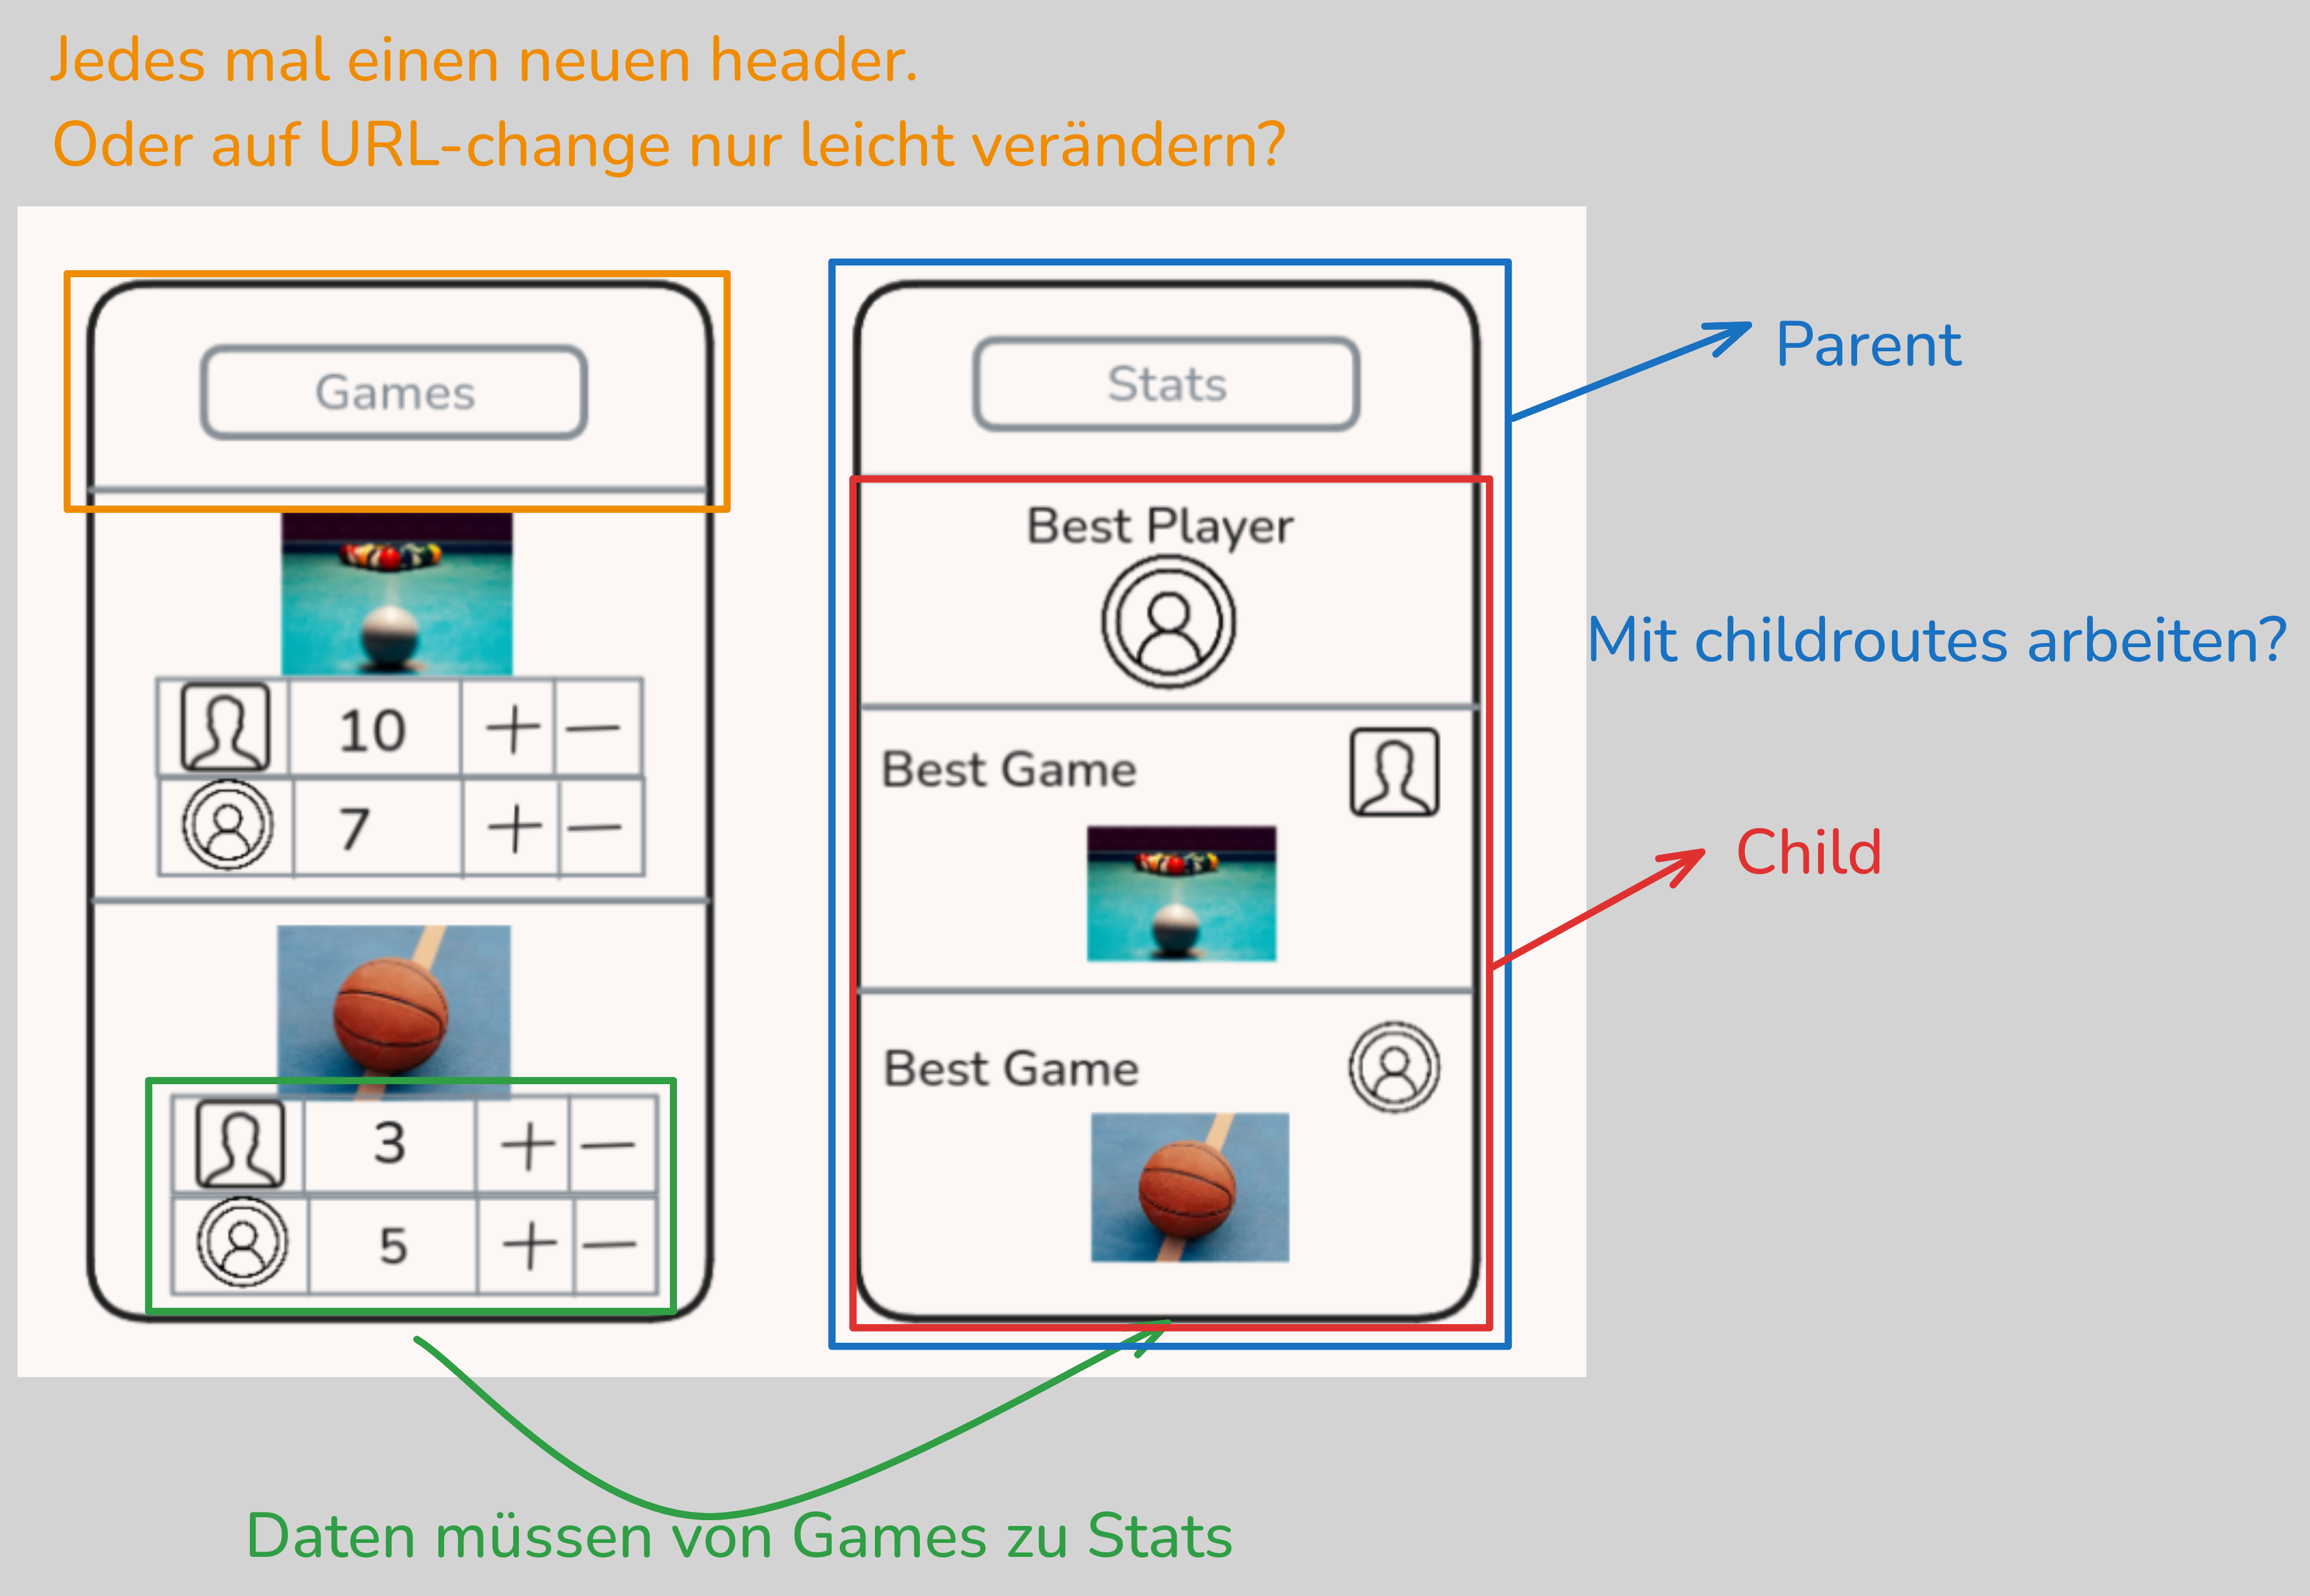 Jedes mal einen neuen header.
Oder auf URL-change nur leicht verändern?
Games
10
+ —
7
+ —
3
+ —
5
+ —
Stats
Best Player
Best Game
Best Game
Parent
Mit childroutes arbeiten?
Child
Daten müssen von Games zu Stats